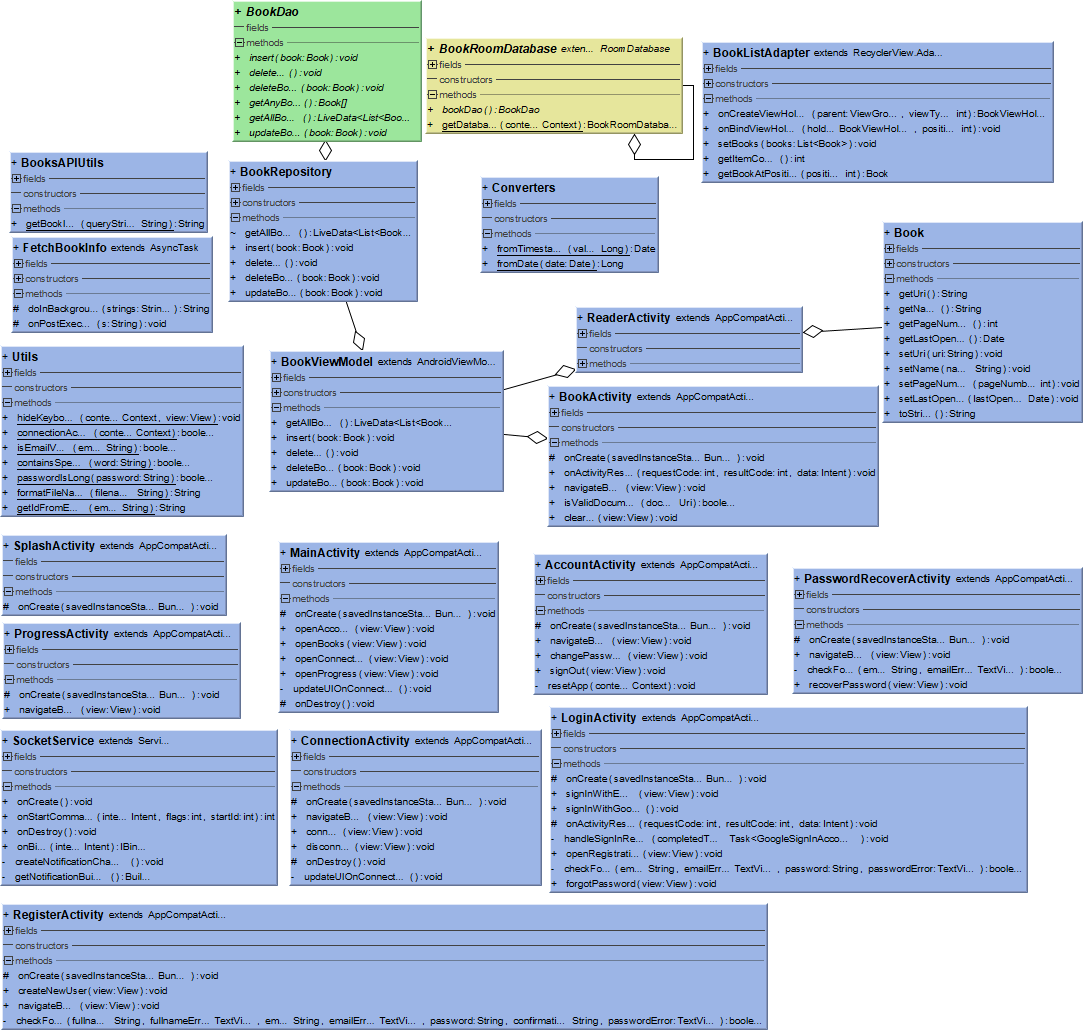 + BookDao
fields
methods
+ insert(book:Book):void
+ delete... ():void
+ deleteBo... (book:Book):void
+ getAnyBo... ():Book[]
+ getAllBo... ():LiveData<List<Boo...
+ updateBo... (book:Book):void
+ BookRoomDatabase exten... RoomDatabase
fields
constructors
methods
+ bookDao():BookDao
+ getDataba... (conte... Context):BookRoomDataba...
+ BookListAdapter extends RecyclerView.Ada...
fields
constructors
methods
+ onCreateViewHol... (parent:ViewGro... , viewTy... int):BookViewHol...
+ onBindViewHol... (hold... BookViewHol... , positi... int):void
+ setBooks(books:List<Book>):void
+ getItemCo... ():int
+ getBookAtPositi... (positi... int):Book
+ BooksAPIUtils
fields
constructors
methods
+ getBookI... (queryStri... String):String
+ BookRepository
fields
constructors
methods
~ getAllBo... ():LiveData<List<Book...
+ insert(book:Book):void
+ delete... ():void
+ deleteBo... (book:Book):void
+ updateBo... (book:Book):void
+ Converters
fields
constructors
methods
+ fromTimesta... (val... Long):Date
+ fromDate(date:Date):Long
+ FetchBookInfo extends AsyncTask
fields
constructors
methods
# doInBackgrou... (strings:Strin... ):String
# onPostExec... (s:String):void
+ Book
fields
constructors
methods
+ getUri():String
+ getNa... ():String
+ getPageNum... ():int
+ getLastOpen... ():Date
+ setUri(uri:String):void
+ setName(na... String):void
+ setPageNum... (pageNumb... int):void
+ setLastOpen... (lastOpen... Date):void
+ toStri... ():String
+ ReaderActivity extends AppCompatActi...
fields
constructors
methods
+ Utils
fields
constructors
methods
+ hideKeybo... (conte... Context, view:View):void
+ connectionAc... (conte... Context):boole...
+ isEmailV... (em... String):boole...
+ containsSpe... (word:String):boole...
+ passwordIsLong(password:String):boole...
+ formatFileNa... (filena... String):String
+ getIdFromE... (em... String):String
+ BookViewModel extends AndroidViewMo...
fields
constructors
methods
+ getAllBo... ():LiveData<List<Book...
+ insert(book:Book):void
+ delete... ():void
+ deleteBo... (book:Book):void
+ updateBo... (book:Book):void
+ BookActivity extends AppCompatActi...
fields
constructors
methods
# onCreate(savedInstanceSta... Bun... ):void
+ onActivityRes... (requestCode:int, resultCode:int, data:Intent):void
+ navigateB... (view:View):void
+ isValidDocum... (doc... Uri):boole...
+ clear... (view:View):void
+ SplashActivity extends AppCompatActi...
fields
constructors
methods
# onCreate(savedInstanceSta... Bun... ):void
+ MainActivity extends AppCompatActi...
fields
constructors
methods
# onCreate(savedInstanceSta... Bun... ):void
+ openAcco... (view:View):void
+ openBooks(view:View):void
+ openConnect... (view:View):void
+ openProgress(view:View):void
- updateUIOnConnect... ():void
# onDestroy():void
+ AccountActivity extends AppCompatActi...
fields
constructors
methods
# onCreate(savedInstanceSta... Bun... ):void
+ navigateB... (view:View):void
+ changePassw... (view:View):void
+ signOut(view:View):void
- resetApp(conte... Context):void
+ PasswordRecoverActivity extends AppCompatActi...
fields
constructors
methods
# onCreate(savedInstanceSta... Bun... ):void
+ navigateB... (view:View):void
- checkFo... (em... String, emailErr... TextVi... ):boole...
+ recoverPassword(view:View):void
+ ProgressActivity extends AppCompatActi...
fields
constructors
methods
# onCreate(savedInstanceSta... Bun... ):void
+ navigateB... (view:View):void
+ SocketService extends Servi...
fields
constructors
methods
+ onCreate():void
+ onStartComma... (inte... Intent, flags:int, startId:int):int
+ onDestroy():void
+ onBi... (inte... Intent):IBin...
- createNotificationCha... ():void
- getNotificationBui... ():Buil...
+ ConnectionActivity extends AppCompatActi...
fields
constructors
methods
# onCreate(savedInstanceSta... Bun... ):void
+ navigateB... (view:View):void
+ conn... (view:View):void
+ disconn... (view:View):void
# onDestroy():void
- updateUIOnConnect... ():void
+ LoginActivity extends AppCompatActi...
fields
constructors
methods
# onCreate(savedInstanceSta... Bun... ):void
+ signInWithE... (view:View):void
+ signInWithGoo... ():void
# onActivityRes... (requestCode:int, resultCode:int, data:Intent):void
- handleSignInRe... (completedT... Task<GoogleSignInAcco... ):void
+ openRegistrati... (view:View):void
- checkFo... (em... String, emailErr... TextVi... , password:String, passwordError:TextVi... ):boole...
+ forgotPassword(view:View):void
+ RegisterActivity extends AppCompatActi...
fields
constructors
methods
# onCreate(savedInstanceSta... Bun... ):void
+ createNewUser(view:View):void
+ navigateB... (view:View):void
- checkFo... (fullna... String, fullnameErr... TextVi... , em... String, emailErr... TextVi... , password:String, confirmati... String, passwordError:TextVi... ):boole...